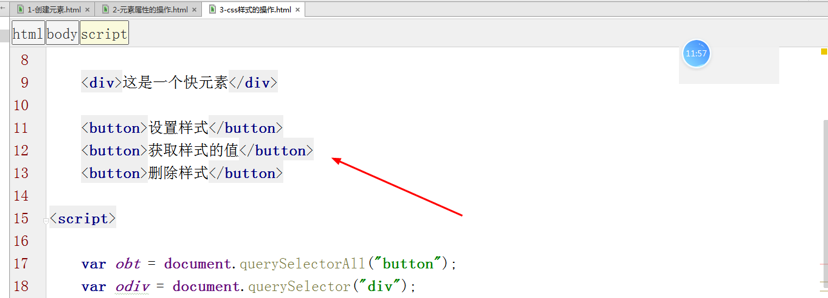 1-创建元素.html × 2-元素属性的操作.html × 3-css样式的操作.html ×
html body script
11:57
8
9 <div>这是一个快元素</div>
10
11 <button>设置样式</button>
12 <button>获取样式的值</button>
13 <button>删除样式</button>
14
15 <script>
16
17 var obt = document.querySelectorAll("button");
18 var odiv = document.querySelector("div");